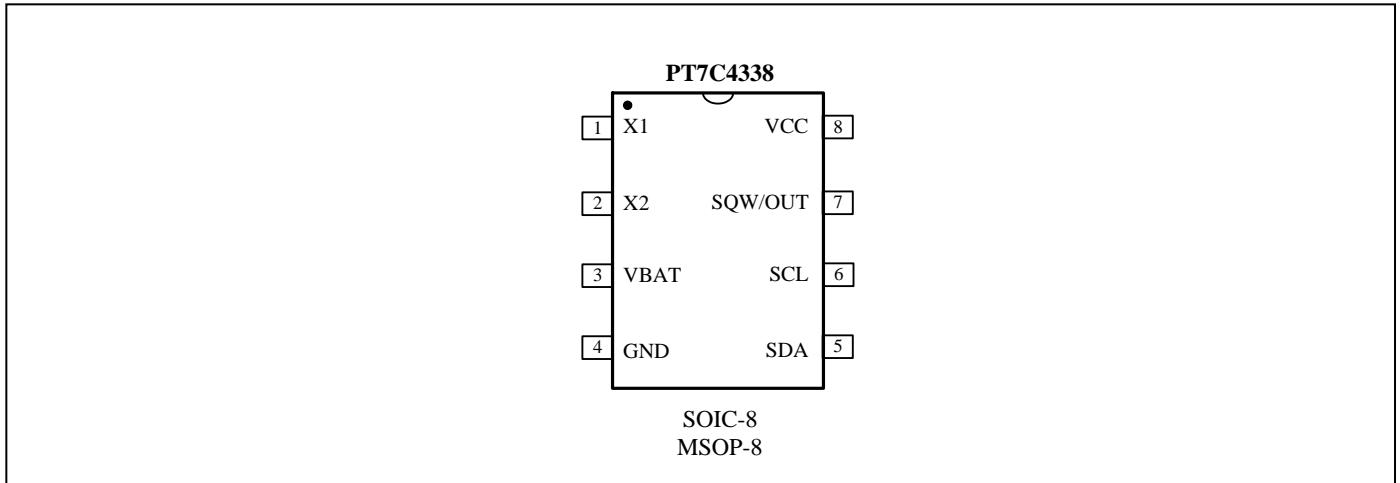 PT7C4338
1 X1 VCC 8
2 X2 SQW/OUT 7
3 VBAT SCL 6
4 GND SDA 5
SOIC-8
MSOP-8